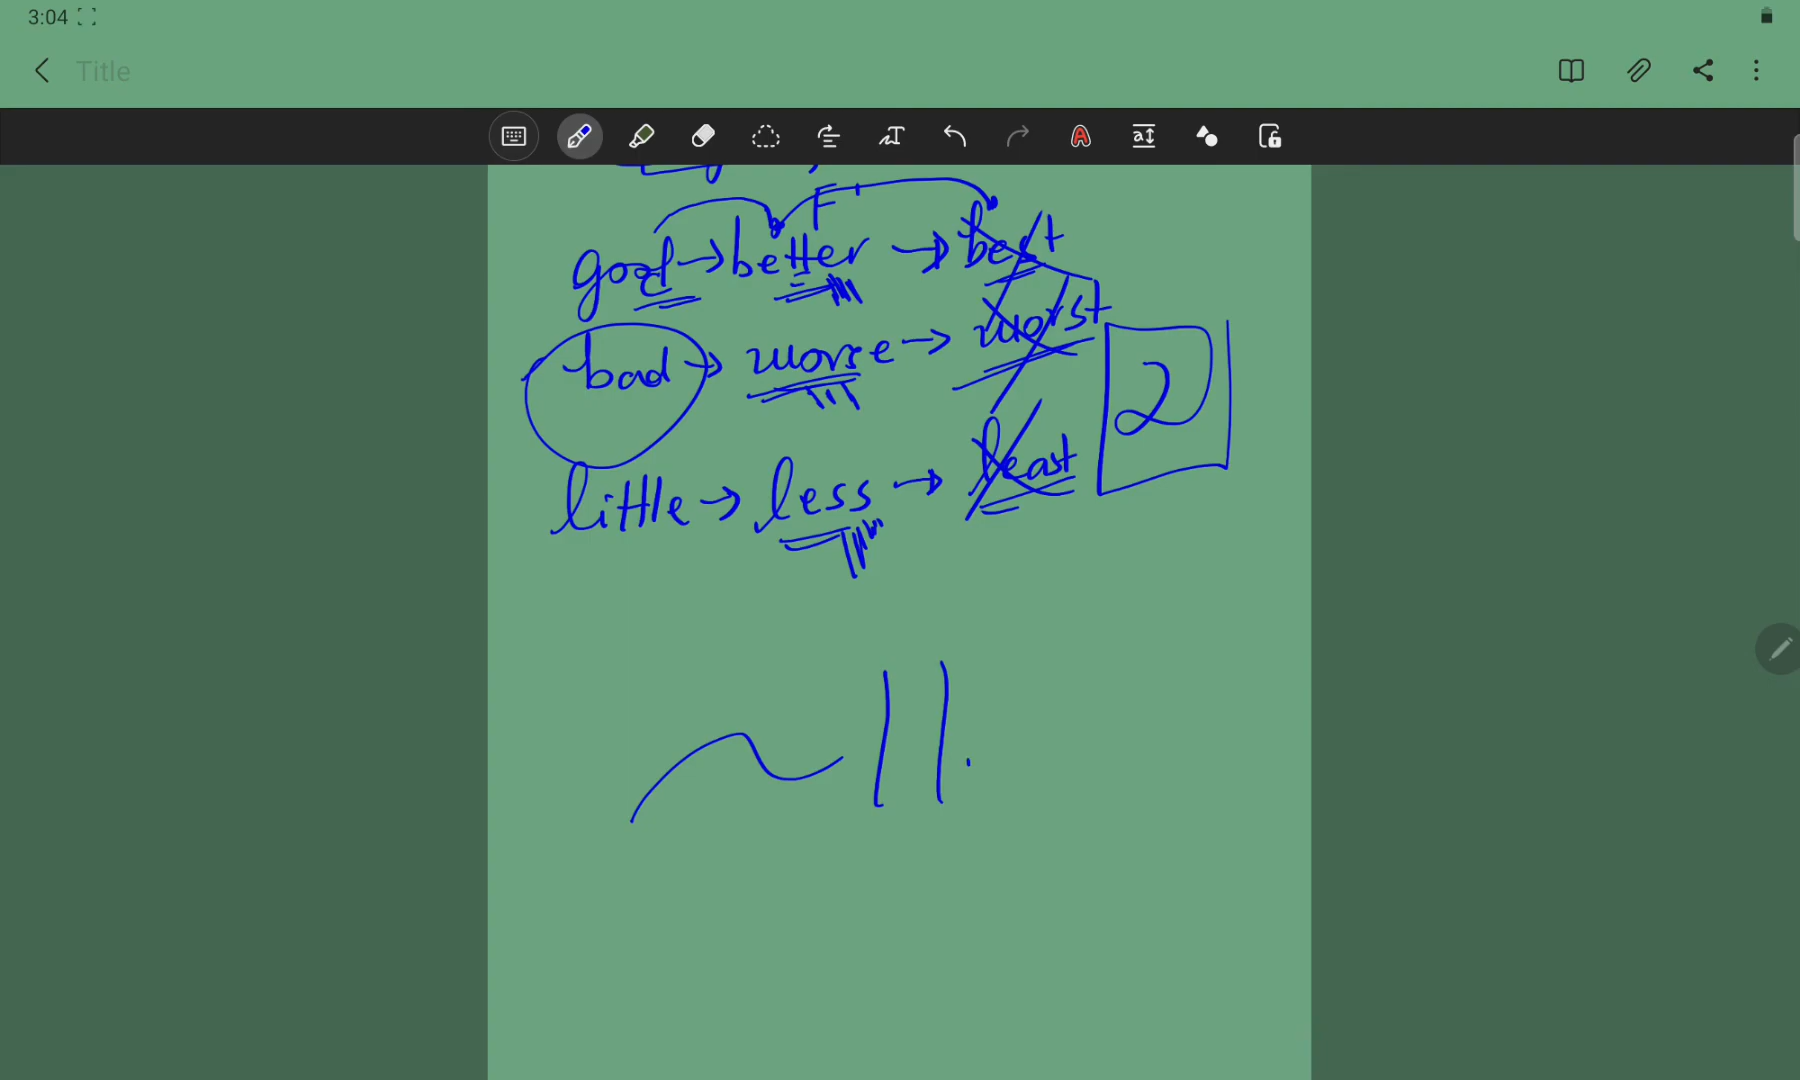 3:04
Title
F
good → better → best
bad → worse → worst
2
little → less → least